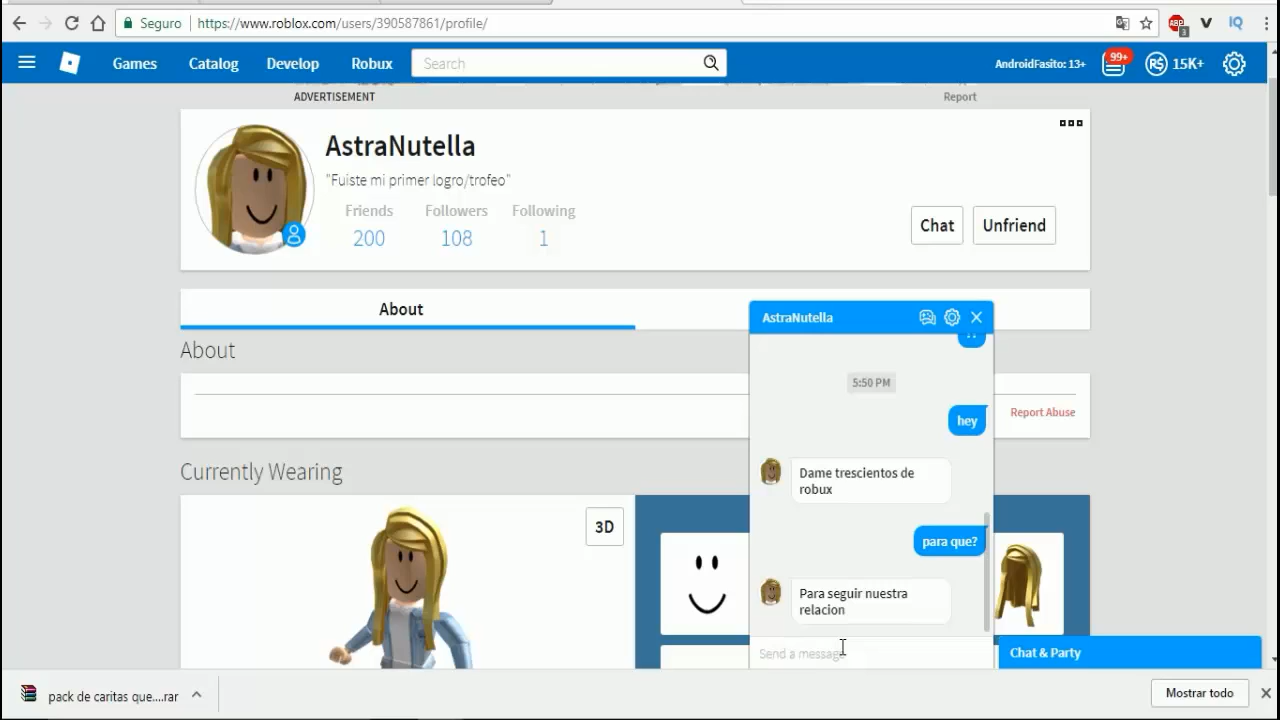 Seguro
https://www.roblox.com/users/390587861/profile/
ABP
3
IQ
Games
Catalog
Develop
Robux
Search
AndroidFasito: 13+
99+
R$
15K+
ADVERTISEMENT
Report
AstraNutella
"Fuiste mi primer logro/trofeo"
Friends
Followers
Following
200
108
1
Chat
Unfriend
About
About
Report Abuse
Currently Wearing
3D
AstraNutella
5:50 PM
hey
Dame trescientos de
robux
para que?
Para seguir nuestra
relacion
Send a message
Chat & Party
pack de caritas que....rar
Mostrar todo